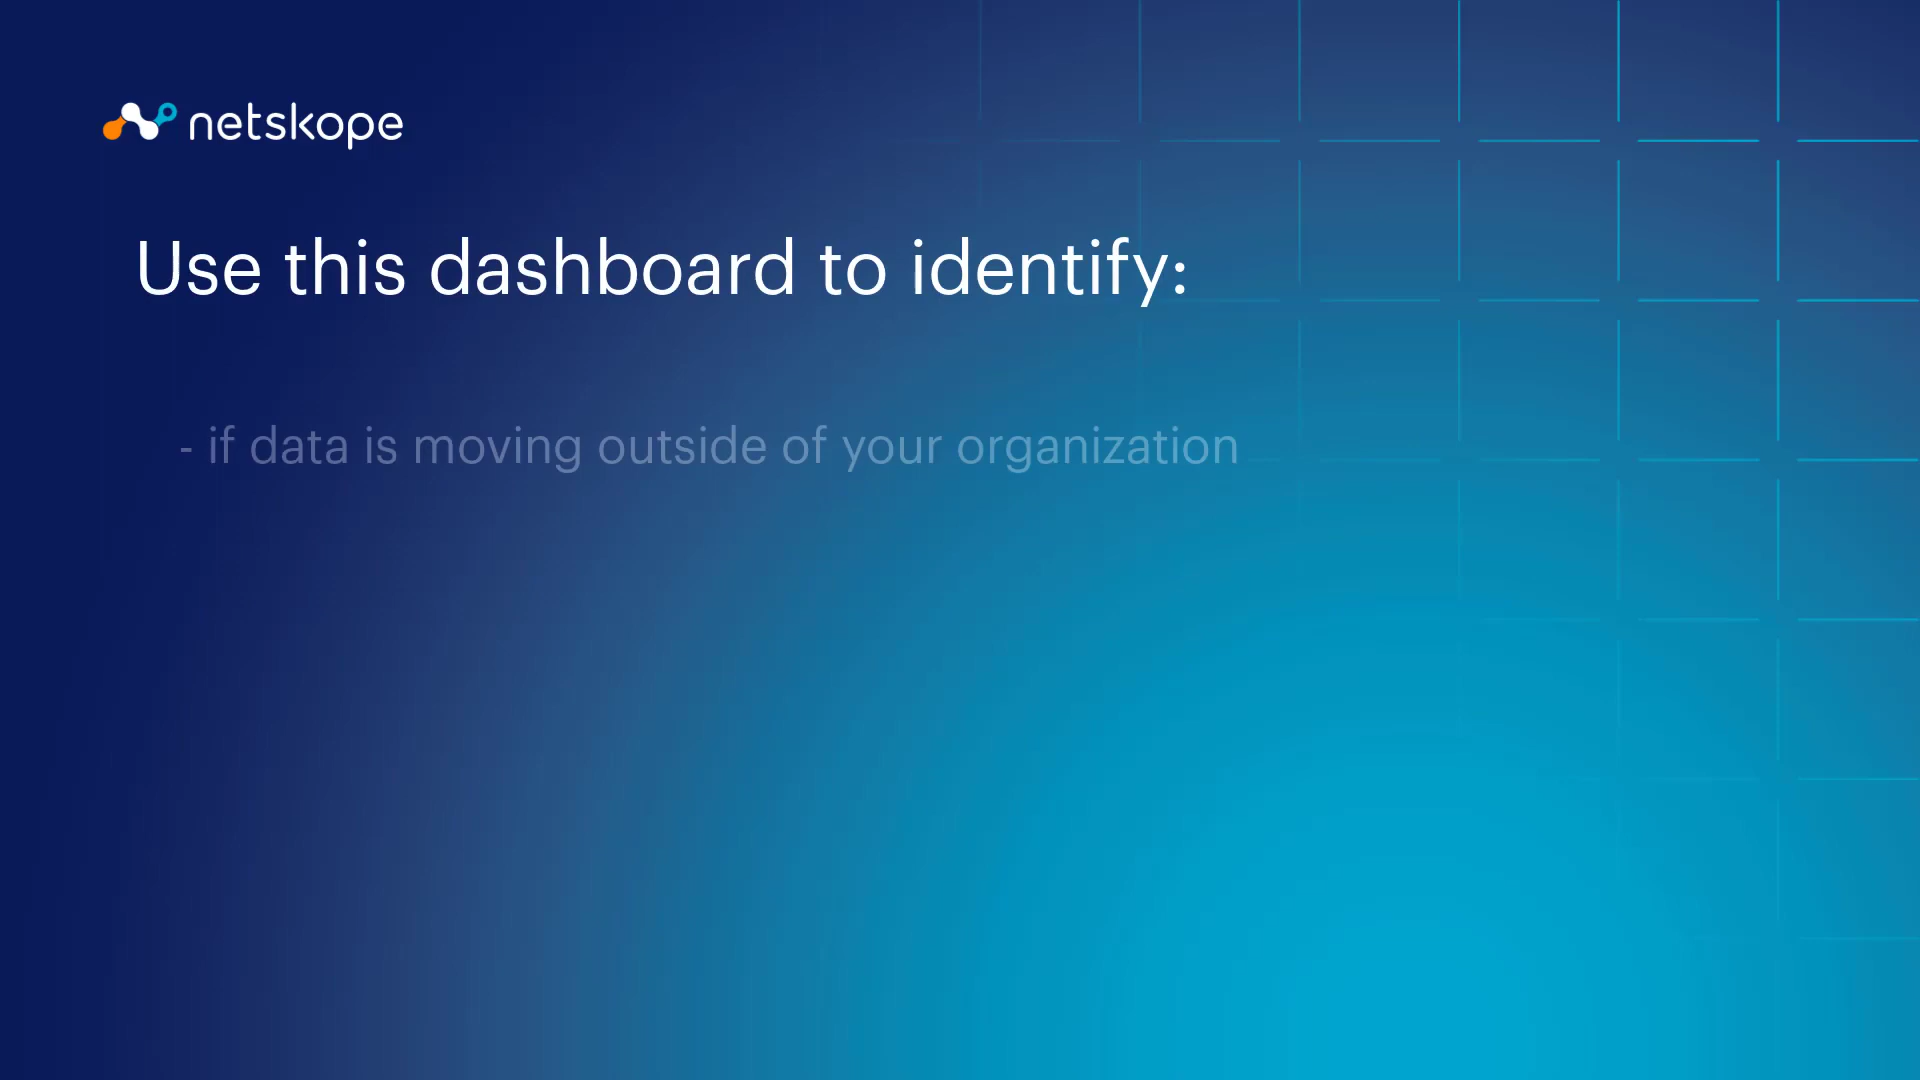 netskope
Use this dashboard to identify:
- if data is moving outside of your organization